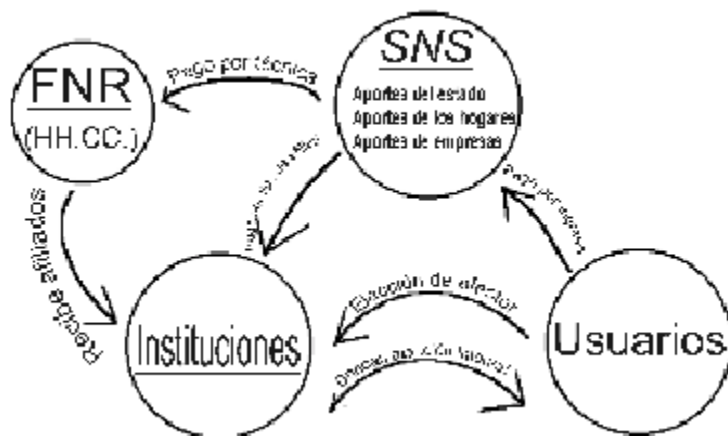 FNR
(HH.CC.)
Pago por técnica
SNS
Aportes del estado
Aportes de los hogares
Aportes de empresas
Recibe afiliados
Instituciones
Elección de efector
Usuarios